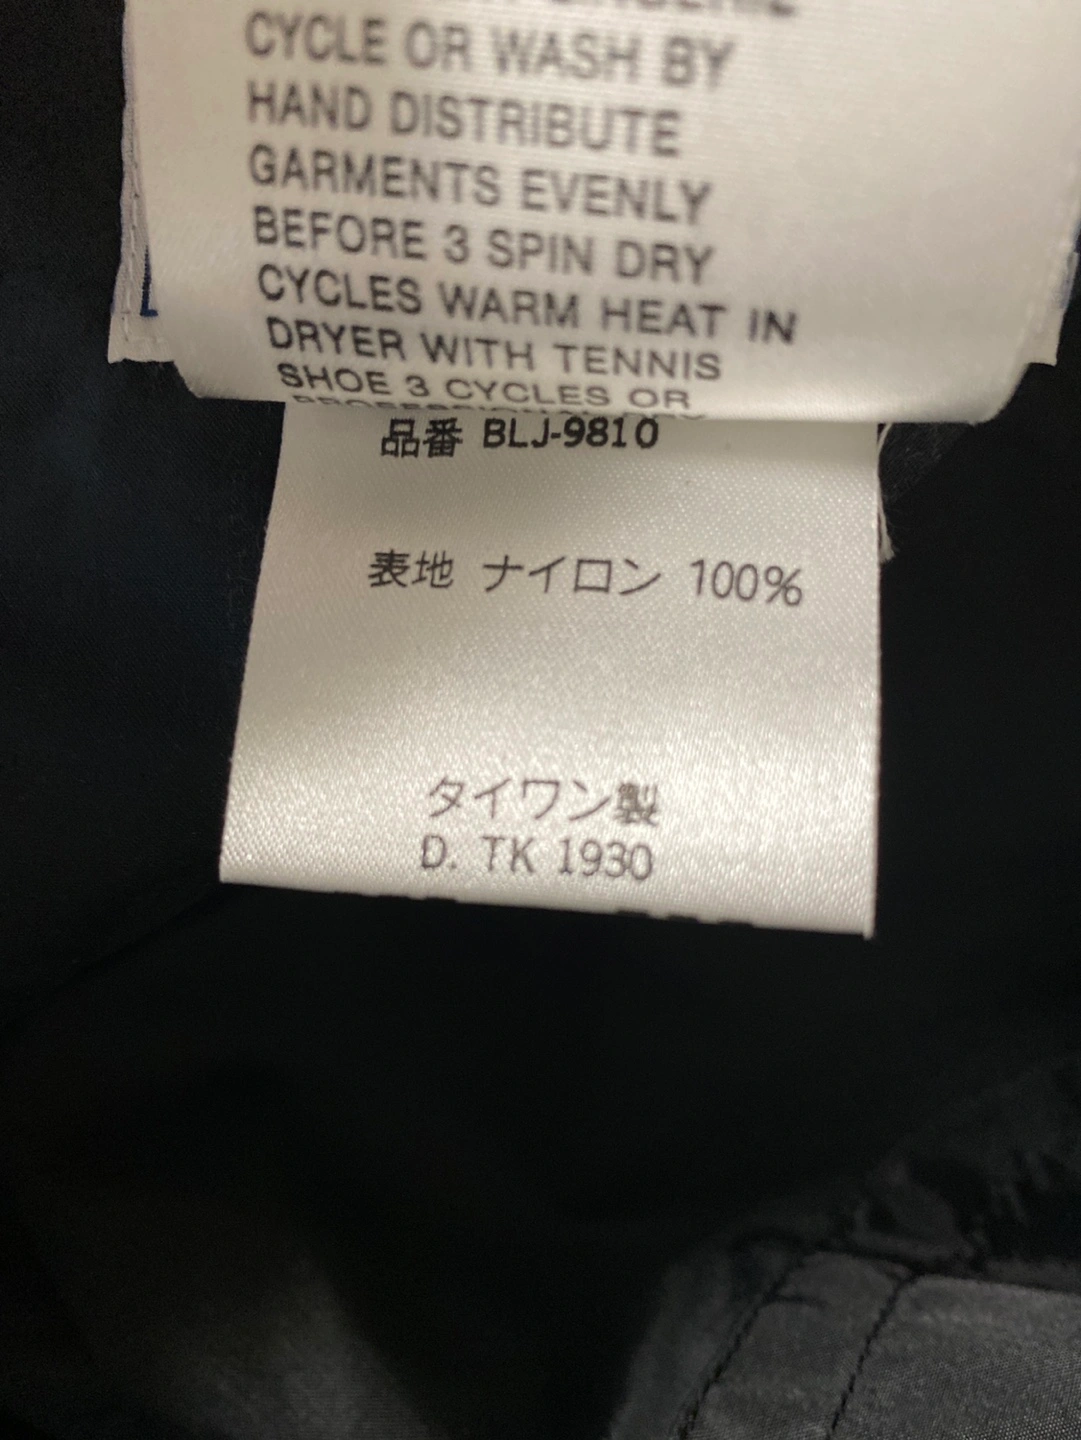 CYCLE OR WASH BY
HAND DISTRIBUTE
GARMENTS EVENLY
BEFORE 3 SPIN DRY
CYCLES WARM HEAT IN
DRYER WITH TENNIS
SHOE 3 CYCLES OR
品番 BLJ-9810
表地 ナイロン 100%
タイワン製
D. TK 1930